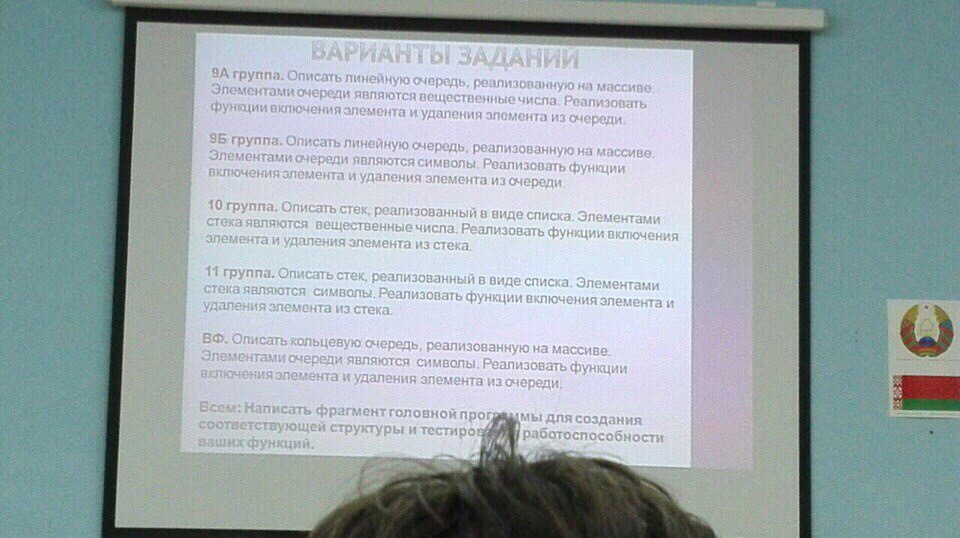 ВАРИАНТЫ ЗАДАНИЙ
9А группа. Описать линейную очередь, реализованную на массиве.
Элементами очереди являются вещественные числа. Реализовать
функции включения элемента и удаления элемента из очереди.
9Б группа. Описать линейную очередь, реализованную на массиве.
Элементами очереди являются символы. Реализовать функции
включения элемента и удаления элемента из очереди.
10 группа. Описать стек, реализованный в виде списка. Элементами
стека являются вещественные числа. Реализовать функции включения
элемента и удаления элемента из стека.
11 группа. Описать стек, реализованный в виде списка. Элементами
стека являются символы. Реализовать функции включения элемента и
удаления элемента из стека.
ВФ. Описать кольцевую очередь, реализованную на массиве.
Элементами очереди являются символы. Реализовать функции
включения элемента и удаления элемента из очереди;
Всем: Написать фрагмент головной программы для создания
соответствующей структуры и работоспособности
ваших функций.